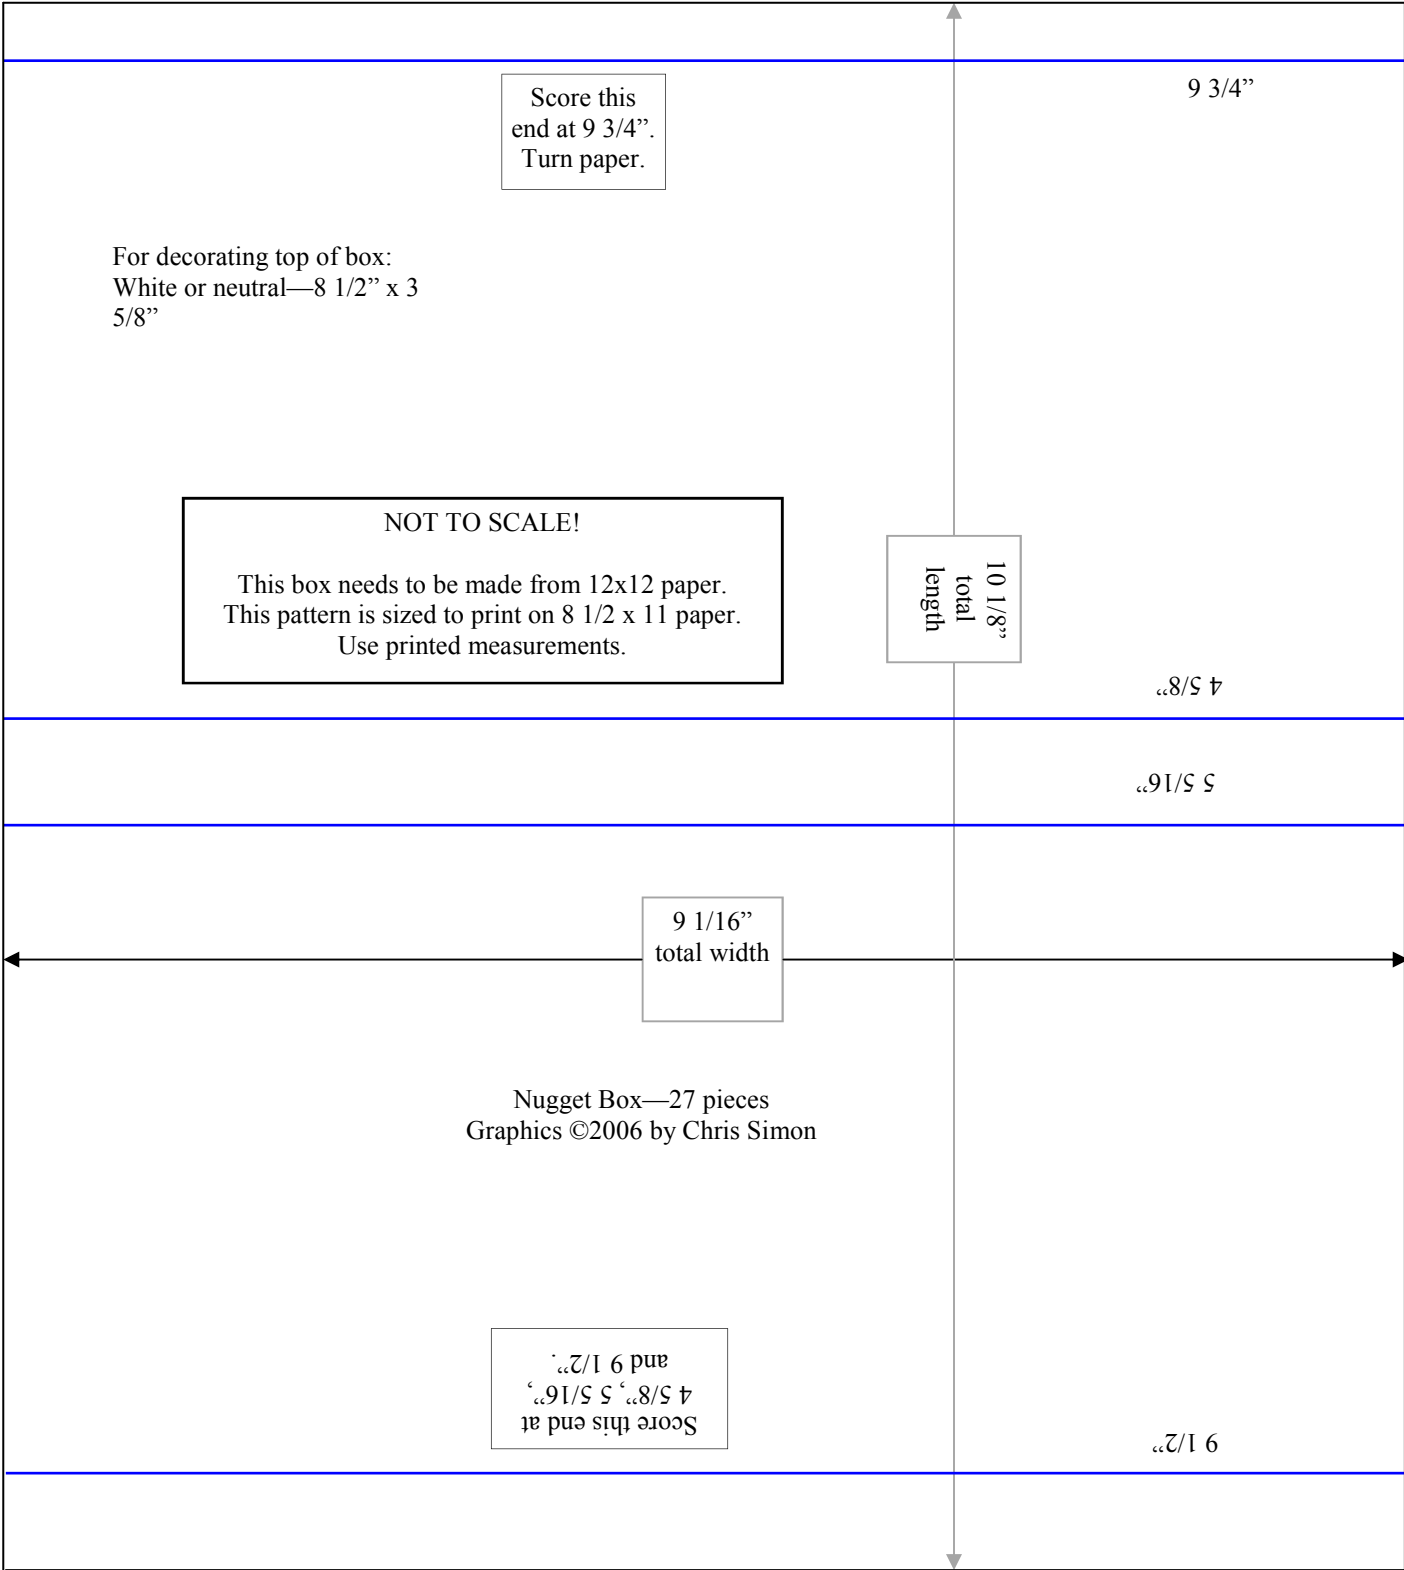 9 3/4”
Score this
end at 9 3/4”.
Turn paper.
For decorating top of box:
White or neutral—8 1/2” x 3
5/8”
NOT TO SCALE!
This box needs to be made from 12x12 paper.
This pattern is sized to print on 8 1/2 x 11 paper.
Use printed measurements.
10 1/8”
total
length
4 5/8”
5 5/16”
9 1/16”
total width
Nugget Box—27 pieces
Graphics ©2006 by Chris Simon
Score this end at
4 5/8”, 5 5/16”,
and 9 1/2”.
9 1/2”